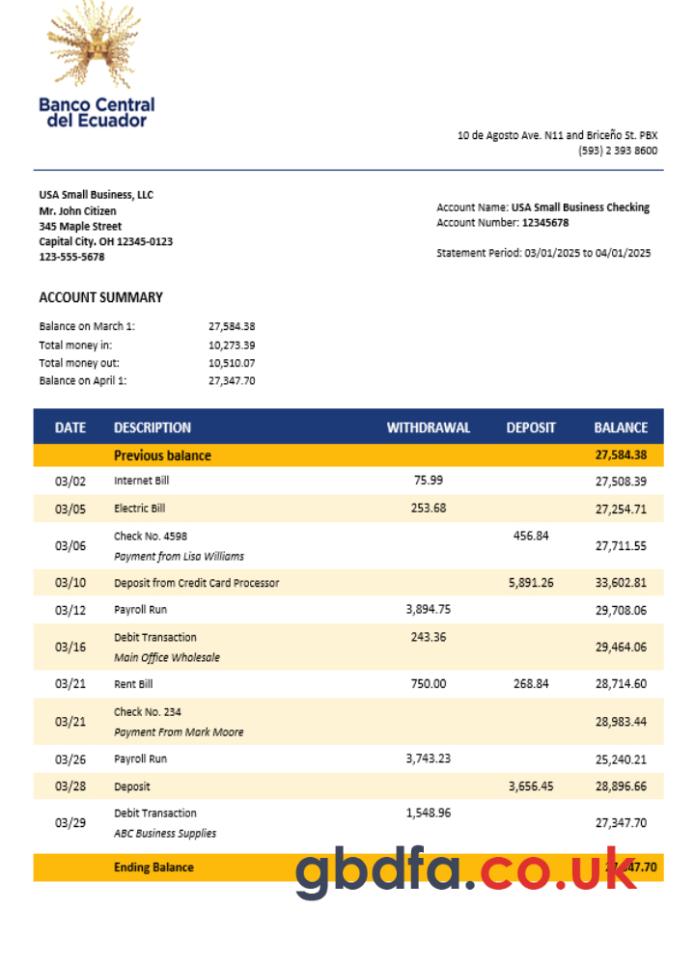 Banco Central
del Ecuador
10 de Agosto Ave. N11 and Briceño St. PBX
(593) 2 393 8600
USA Small Business, LLC
Mr. John Citizen
345 Maple Street
Capital City. OH 12345-0123
123-555-5678
Account Name: USA Small Business Checking
Account Number: 12345678
Statement Period: 03/01/2025 to 04/01/2025
ACCOUNT SUMMARY
Balance on March 1: 27,584.38
Total money in: 10,273.39
Total money out: 10,510.07
Balance on April 1: 27,347.70
DATE DESCRIPTION WITHDRAWAL DEPOSIT BALANCE
Previous balance 27,584.38
03/02 Internet Bill 75.99 27,508.39
03/05 Electric Bill 253.68 27,254.71
03/06 Check No. 4598 456.84 27,711.55
Payment from Lisa Williams
03/10 Deposit from Credit Card Processor 5,891.26 33,602.81
03/12 Payroll Run 3,894.75 29,708.06
03/16 Debit Transaction 243.36 29,464.06
Main Office Wholesale
03/21 Rent Bill 750.00 268.84 28,714.60
03/21 Check No. 234 28,983.44
Payment From Mark Moore
03/26 Payroll Run 3,743.23 25,240.21
03/28 Deposit 3,656.45 28,896.66
03/29 Debit Transaction 1,548.96 27,347.70
ABC Business Supplies
Ending Balance
gbdfa.co.uk